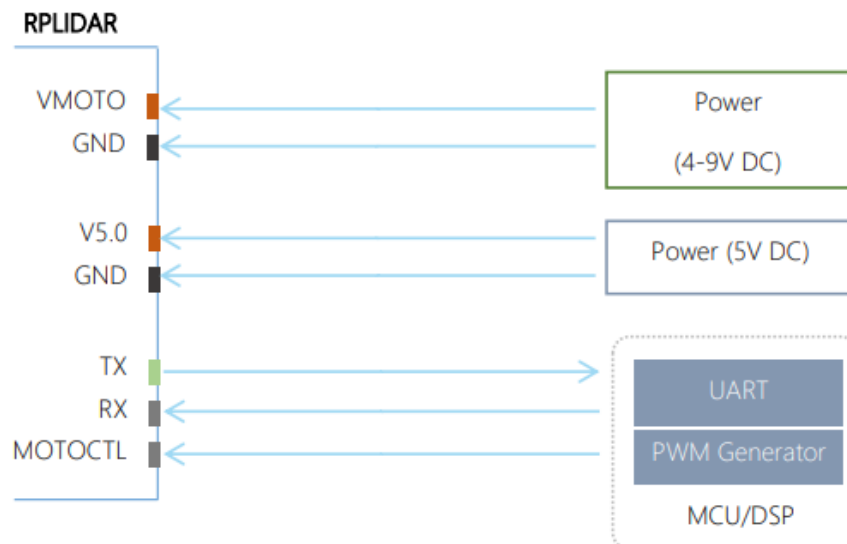 RPLIDAR
VMOTO
GND
Power
(4-9V DC)
V5.0
GND
Power (5V DC)
TX
RX
MOTOCTL
UART
PWM Generator
MCU/DSP